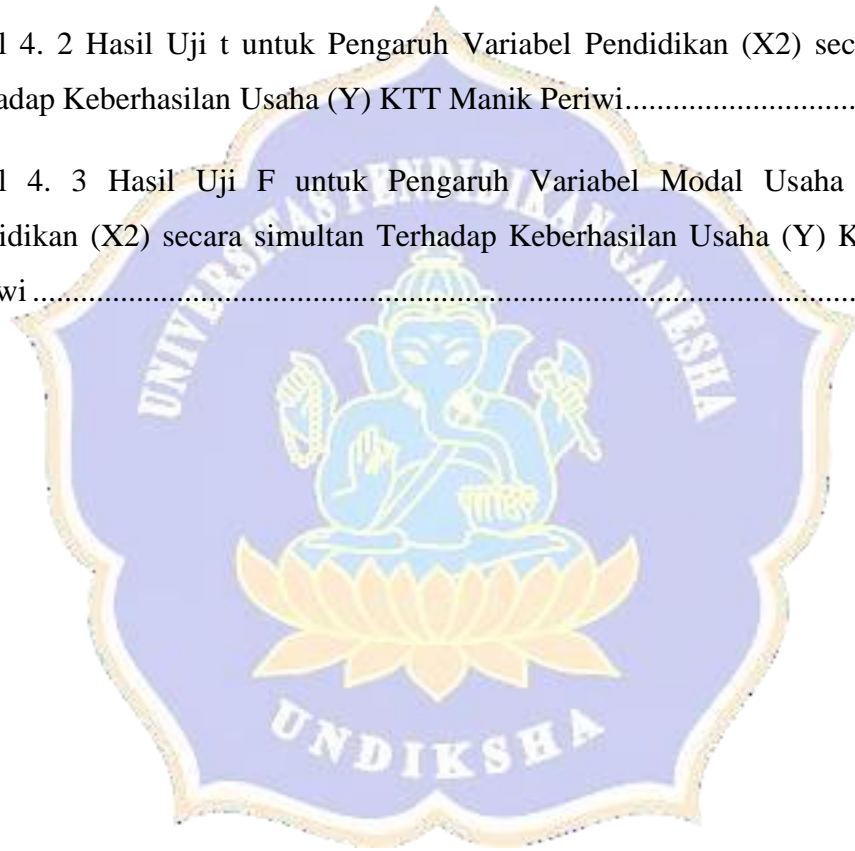 l 4. 2 Hasil Uji t untuk Pengaruh Variabel Pendidikan (X2) sec
adap Keberhasilan Usaha (Y) KTT Manik Periwi..............................
l 4. 3 Hasil Uji F untuk Pengaruh Variabel Modal Usaha
idikan (X2) secara simultan Terhadap Keberhasilan Usaha (Y) K
wi ..........................................................................................................
UNIVERSITAS PENDIDIKAN GANESHA
UNDIKSHA